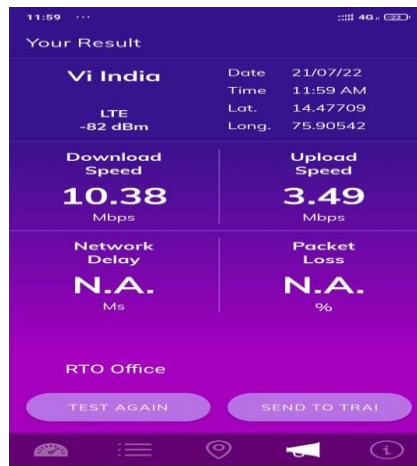 11:59 ... 4G 23
Your Result
Vi India
LTE
-82 dBm
Date 21/07/22
Time 11:59 AM
Lat. 14.47709
Long. 75.90542
Download
Speed
10.38
Mbps
Upload
Speed
3.49
Mbps
Network
Delay
N.A.
Ms
Packet
Loss
N.A.
%
RTO Office
TEST AGAIN
SEND TO TRAI
i